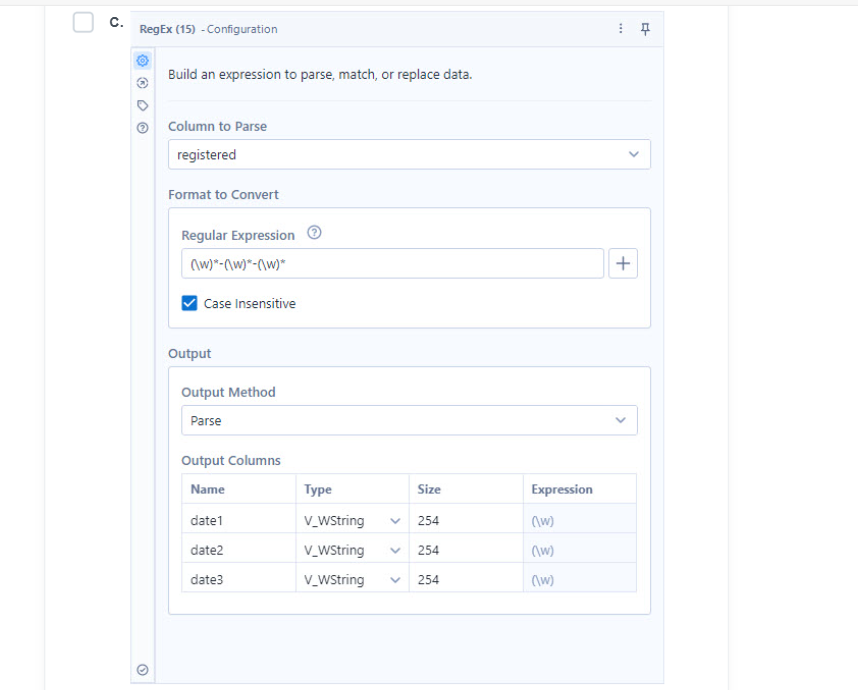 C.
RegEx (15) - Configuration
Build an expression to parse, match, or replace data.
Column to Parse
registered
Format to Convert
Regular Expression
(\w)*-(\w)*-(\w)*
Case Insensitive
Output
Output Method
Parse
Output Columns
Name Type Size Expression
date1 V_WString 254 (\w)
date2 V_WString 254 (\w)
date3 V_WString 254 (\w)